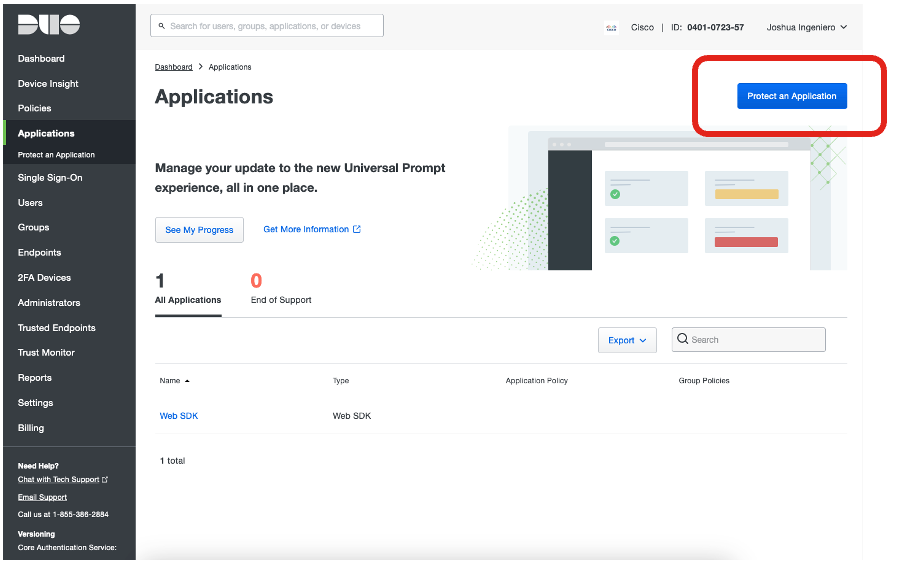 DUO
Search for users, groups, applications, or devices
CISCO
Cisco | ID: 0401-0723-57
Joshua Ingeniero
Dashboard
Device Insight
Policies
Applications
Protect an Application
Single Sign-On
Users
Groups
Endpoints
2FA Devices
Administrators
Trusted Endpoints
Trust Monitor
Reports
Settings
Billing
Need Help?
Chat with Tech Support
Email Support
Call us at 1-855-386-2884
Versioning
Core Authentication Service:
Dashboard > Applications
Applications
Protect an Application
Manage your update to the new Universal Prompt
experience, all in one place.
See My Progress
Get More Information
1
All Applications
0
End of Support
Export
Search
Name
Type
Application Policy
Group Policies
Web SDK
Web SDK
1 total